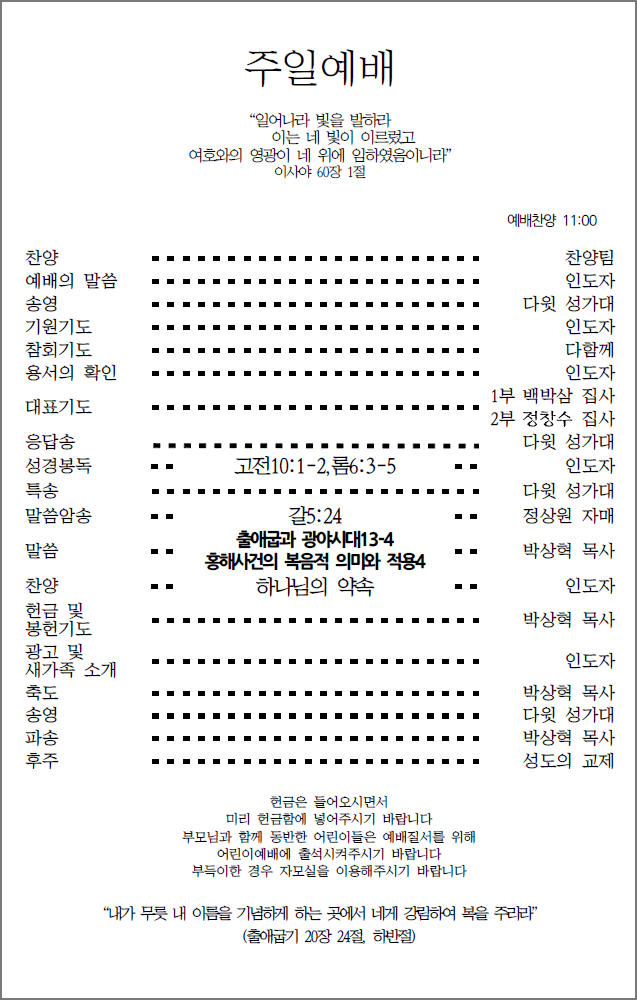 주일예배
“일어나라 빛을 발하라
이는 네 빛이 이르렀고
여호와의 영광이 네 위에 임하였음이니라”
이사야 60장 1절
예배찬양 11:00
찬양 찬양팀
예배의 말씀 인도자
송영 다윗 성가대
기원기도 인도자
참회기도 다함께
용서의 확인 인도자
대표기도 1부 백박삼 집사
2부 정창수 집사
응답송 다윗 성가대
성경봉독 고전10:1-2,롬6:3-5 인도자
특송 다윗 성가대
말씀암송 갈5:24 정상원 자매
말씀 출애굽과 광야시대13-4
홍해사건의 복음적 의미와 적용4 박상혁 목사
찬양 하나님의 약속 인도자
헌금 및
봉헌기도 박상혁 목사
광고 및
새가족 소개 인도자
축도 박상혁 목사
송영 다윗 성가대
파송 박상혁 목사
후주 성도의 교제
헌금은 들어오시면서
미리 헌금함에 넣어주시기 바랍니다
부모님과 함께 동반한 어린이들은 예배질서를 위해
어린이예배에 출석시켜주시기 바랍니다
부득이한 경우 자모실을 이용해주시기 바랍니다
“내가 무릇 내 이름을 기념하게 하는 곳에서 네게 강림하여 복을 주리라”
(출애굽기 20장 24절, 하반절)